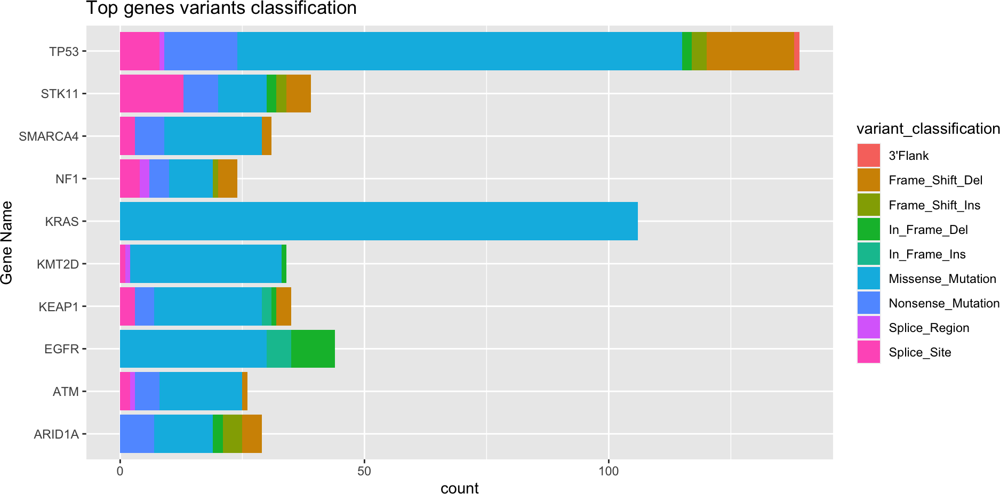 Top genes variants classification
TP53
STK11
SMARCA4
NF1
KRAS
KMT2D
KEAP1
EGFR
ATM
ARID1A
Gene Name
0
50
100
count
variant_classification
3'Flank
Frame_Shift_Del
Frame_Shift_Ins
In_Frame_Del
In_Frame_Ins
Missense_Mutation
Nonsense_Mutation
Splice_Region
Splice_Site